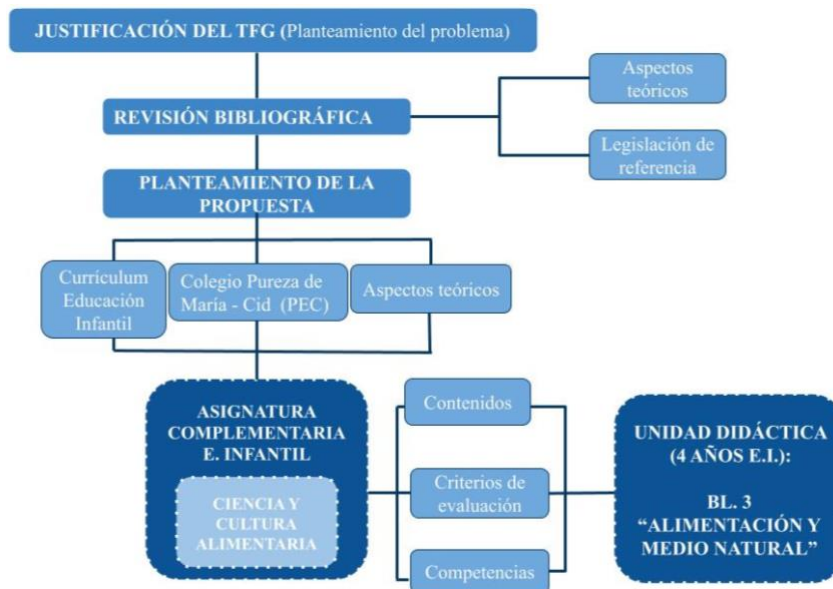 JUSTIFICACIÓN DEL TFG (Planteamiento del problema)
Aspectos
teóricos
REVISIÓN BIBLIOGRÁFICA
Legislación de
referencia
PLANTEAMIENTO DE LA
PROPUESTA
Currículum
Educación
Infantil
Colegio Pureza de
María - Cid (PEC)
Aspectos teóricos
ASIGNATURA
COMPLEMENTARIA
E. INFANTIL
CIENCIA Y
CULTURA
ALIMENTARIA
Contenidos
Criterios de
evaluación
Competencias
UNIDAD DIDÁCTICA
(4 AÑOS E.I.):
BL. 3
“ALIMENTACIÓN Y
MEDIO NATURAL”